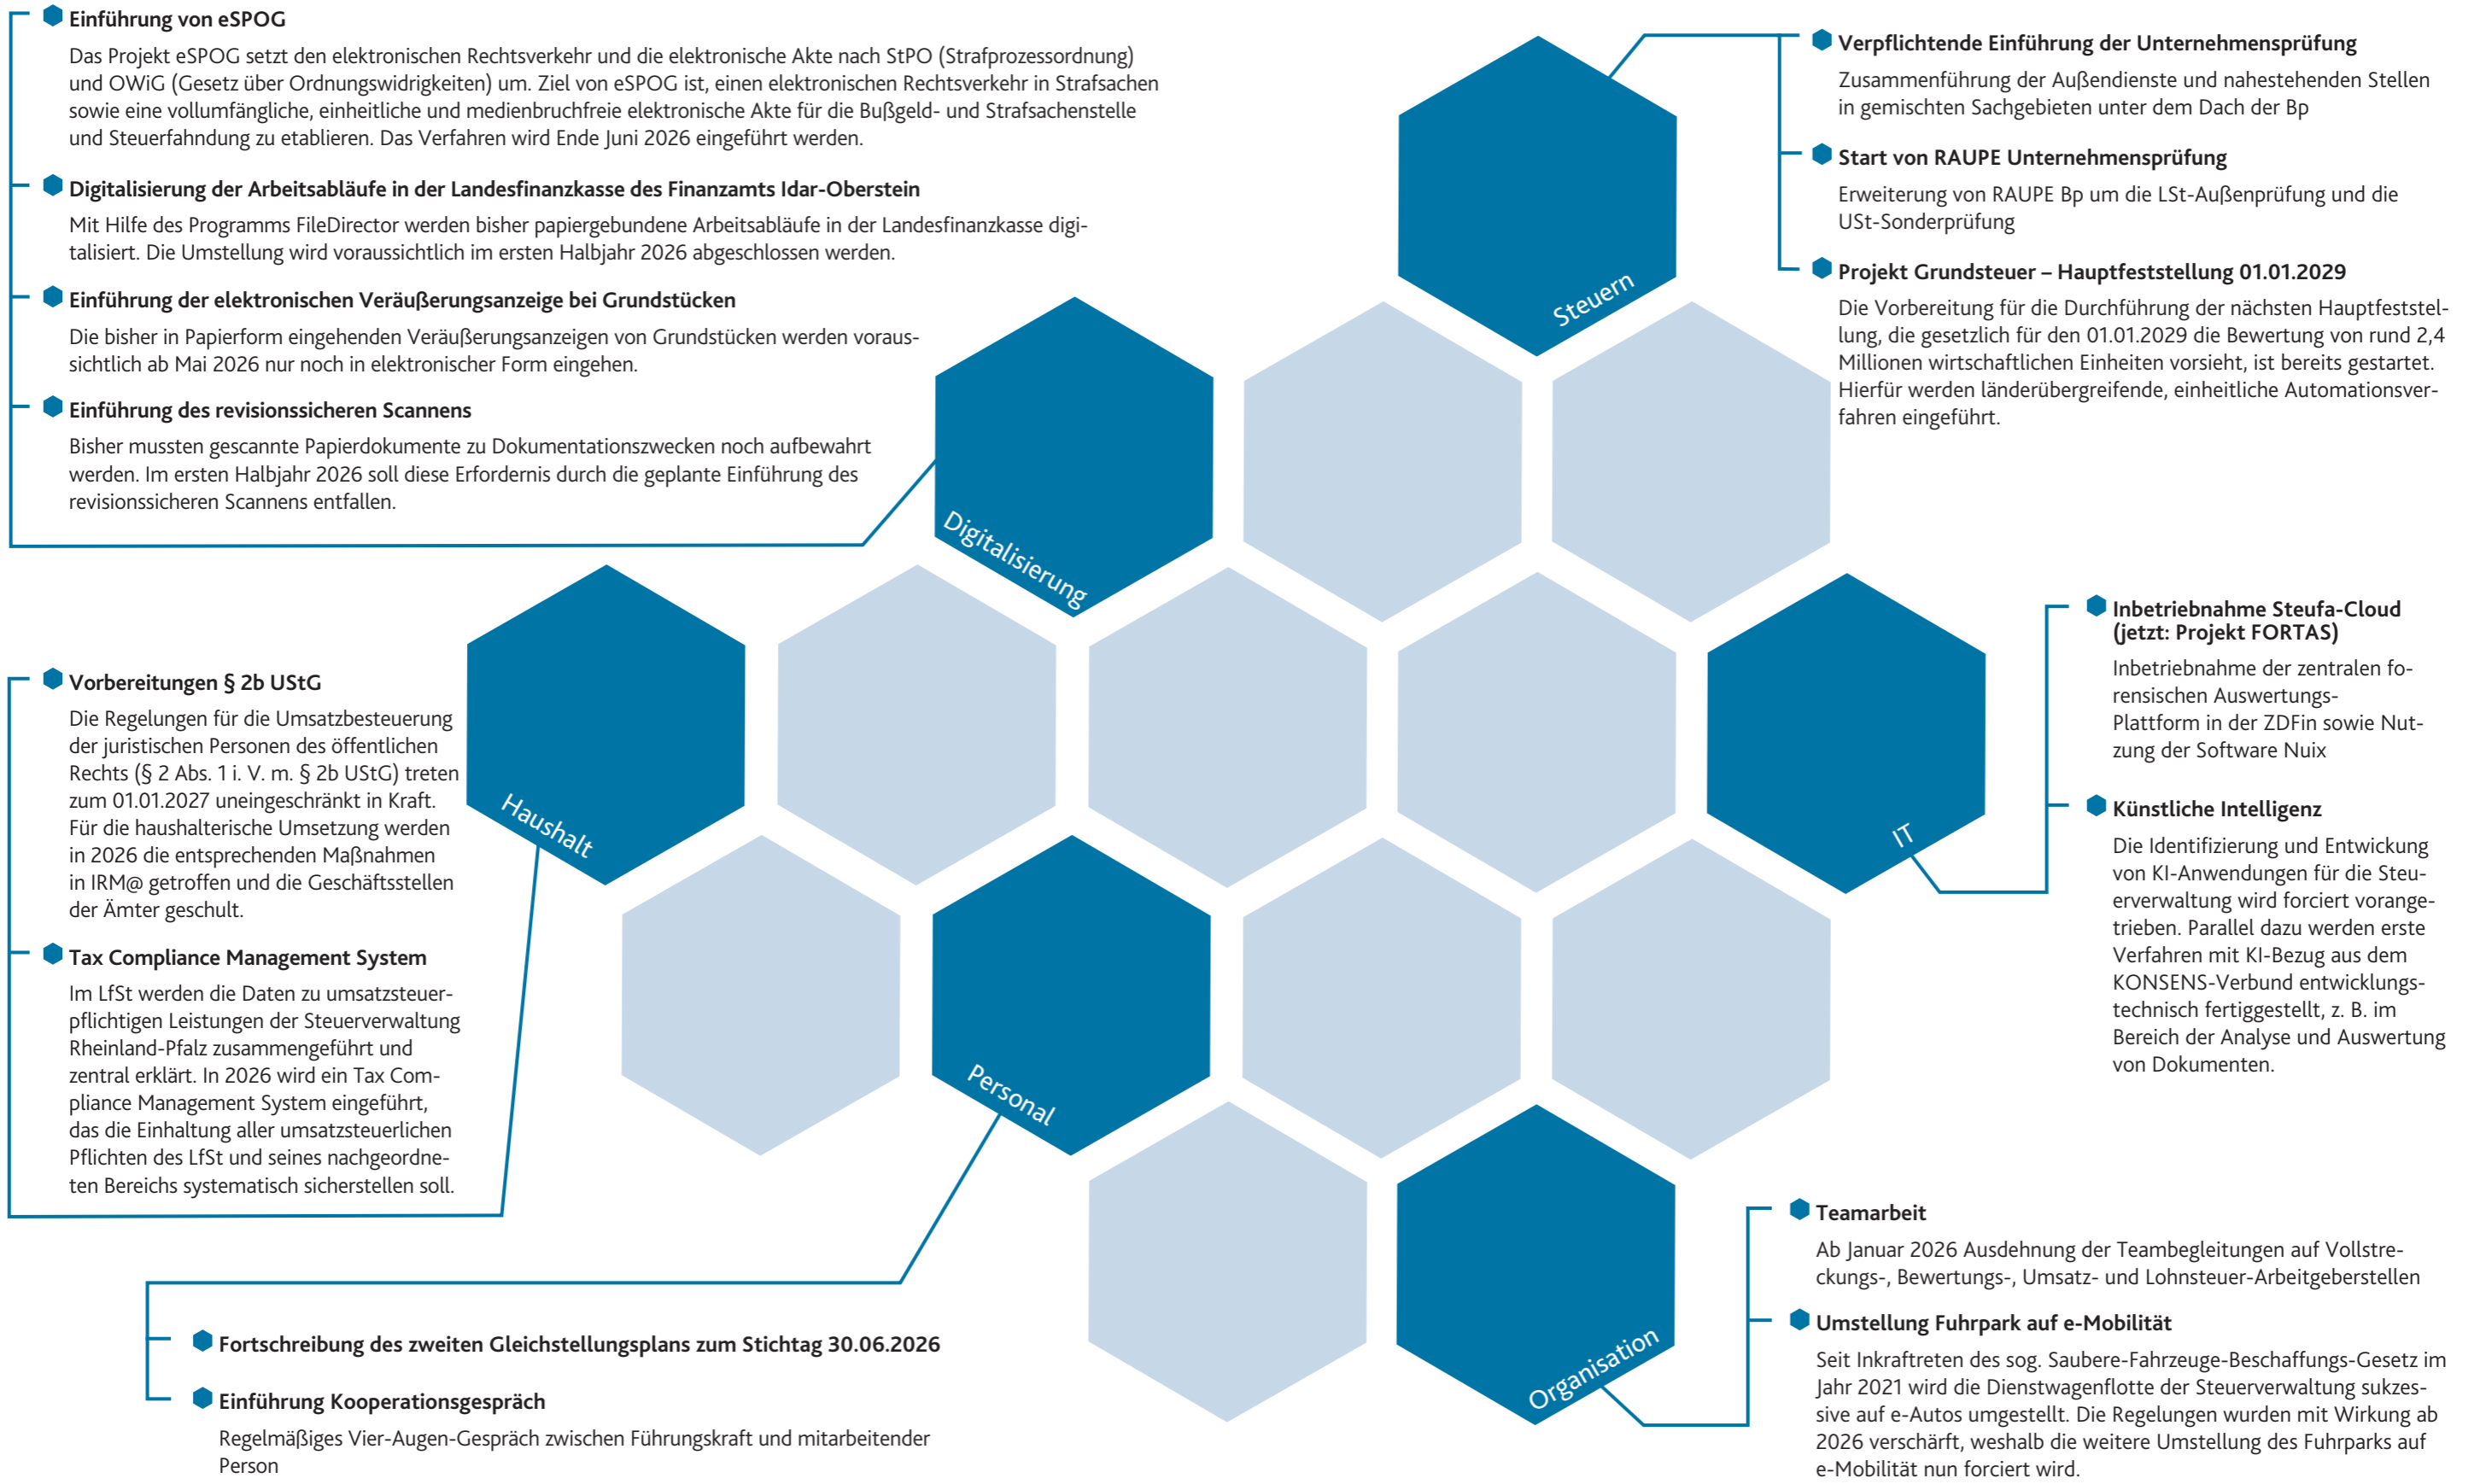 Einführung von eSPOG
Das Projekt eSPOG setzt den elektronischen Rechtsverkehr und die elektronische Akte nach StPO (Strafprozessordnung)
und OWiG (Gesetz über Ordnungswidrigkeiten) um. Ziel von eSPOG ist, einen elektronischen Rechtsverkehr in Strafsachen
sowie eine vollumfängliche, einheitliche und medienbruchfreie elektronische Akte für die Bußgeld- und Strafsachenstelle
und Steuerfahndung zu etablieren. Das Verfahren wird Ende Juni 2026 eingeführt werden.
Digitalisierung der Arbeitsabläufe in der Landesfinanzkasse des Finanzamts Idar-Oberstein
Mit Hilfe des Programms FileDirector werden bisher papiergebundene Arbeitsabläufe in der Landesfinanzkasse digi-
talisiert. Die Umstellung wird voraussichtlich im ersten Halbjahr 2026 abgeschlossen werden.
Einführung der elektronischen Veräußerungsanzeige bei Grundstücken
Die bisher in Papierform eingehenden Veräußerungsanzeigen von Grundstücken werden voraus-
sichtlich ab Mai 2026 nur noch in elektronischer Form eingehen.
Einführung des revisionssicheren Scannens
Bisher mussten gescannte Papierdokumente zu Dokumentationszwecken noch aufbewahrt
werden. Im ersten Halbjahr 2026 soll diese Erfordernis durch die geplante Einführung des
revisionssicheren Scannens entfallen.
Digitalisierung
Steuern
Verpflichtende Einführung der Unternehmensprüfung
Zusammenführung der Außendienste und nahestehenden Stellen
in gemischten Sachgebieten unter dem Dach der Bp
Start von RAUPE Unternehmensprüfung
Erweiterung von RAUPE Bp um die LSt-Außenprüfung und die
USt-Sonderprüfung
Projekt Grundsteuer – Hauptfeststellung 01.01.2029
Die Vorbereitung für die Durchführung der nächsten Hauptfeststel-
lung, die gesetzlich für den 01.01.2029 die Bewertung von rund 2,4
Millionen wirtschaftlichen Einheiten vorsieht, ist bereits gestartet.
Hierfür werden länderübergreifende, einheitliche Automationsver-
fahren eingeführt.
Vorbereitungen § 2b UStG
Die Regelungen für die Umsatzbesteuerung
der juristischen Personen des öffentlichen
Rechts (§ 2 Abs. 1 i. V. m. § 2b UStG) treten
zum 01.01.2027 uneingeschränkt in Kraft.
Für die haushalterische Umsetzung werden
in 2026 die entsprechenden Maßnahmen
in IRM@ getroffen und die Geschäftsstellen
der Ämter geschult.
Tax Compliance Management System
Im LfSt werden die Daten zu umsatzsteuer-
pflichtigen Leistungen der Steuerverwaltung
Rheinland-Pfalz zusammengeführt und
zentral erklärt. In 2026 wird ein Tax Com-
pliance Management System eingeführt,
das die Einhaltung aller umsatzsteuerlichen
Pflichten des LfSt und seines nachgeordne-
ten Bereichs systematisch sicherstellen soll.
Haushalt
IT
Inbetriebnahme Steufa-Cloud
(jetzt: Projekt FORTAS)
Inbetriebnahme der zentralen fo-
rensischen Auswertungs-
Plattform in der ZDFin sowie Nut-
zung der Software Nuix
Künstliche Intelligenz
Die Identifizierung und Entwickung
von KI-Anwendungen für die Steu-
erverwaltung wird forciert vorange-
trieben. Parallel dazu werden erste
Verfahren mit KI-Bezug aus dem
KONSENS-Verbund entwicklungs-
technisch fertiggestellt, z. B. im
Bereich der Analyse und Auswertung
von Dokumenten.
Personal
Fortschreibung des zweiten Gleichstellungsplans zum Stichtag 30.06.2026
Einführung Kooperationsgespräch
Regelmäßiges Vier-Augen-Gespräch zwischen Führungskraft und mitarbeitender
Person
Organisation
Teamarbeit
Ab Januar 2026 Ausdehnung der Teambegleitungen auf Vollstre-
ckungs-, Bewertungs-, Umsatz- und Lohnsteuer-Arbeitgeberstellen
Umstellung Fuhrpark auf e-Mobilität
Seit Inkraftreten des sog. Saubere-Fahrzeuge-Beschaffungs-Gesetz im
Jahr 2021 wird die Dienstwagenflotte der Steuerverwaltung sukzes-
sive auf e-Autos umgestellt. Die Regelungen wurden mit Wirkung ab
2026 verschärft, weshalb die weitere Umstellung des Fuhrparks auf
e-Mobilität nun forciert wird.